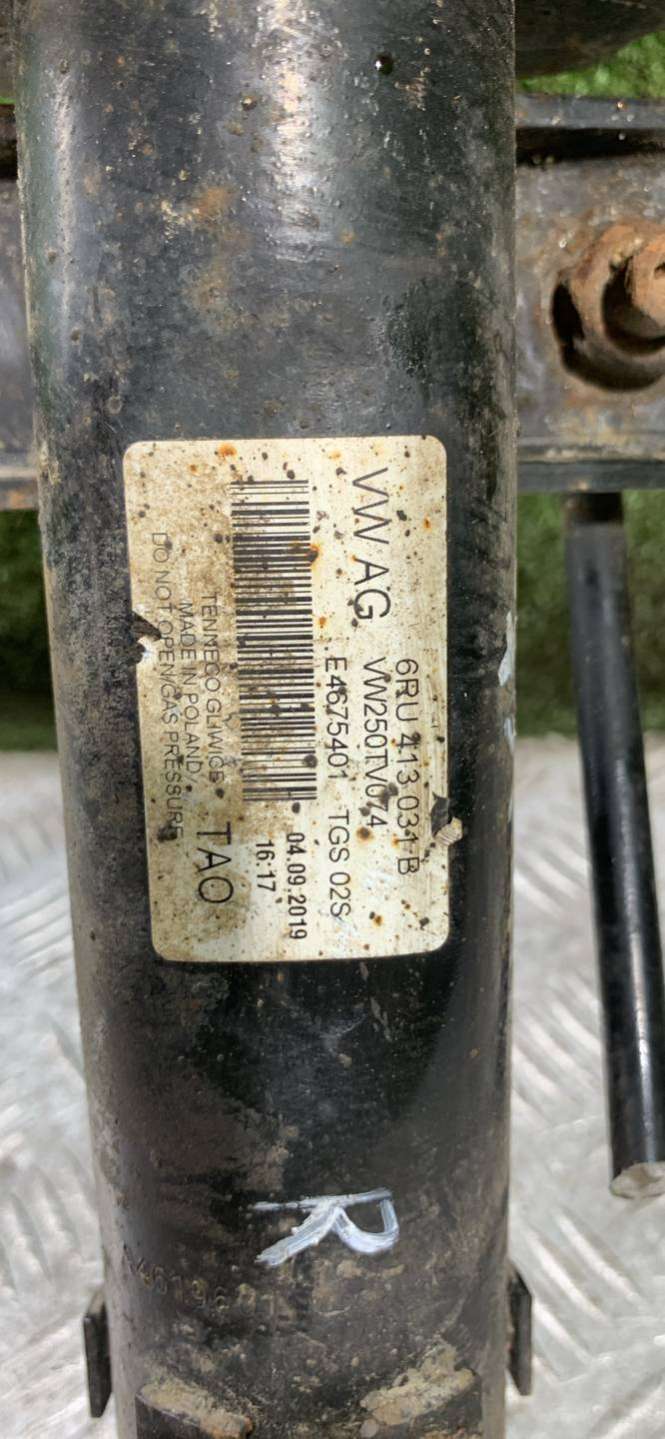 6RU 413 031 B
VW AG VW250TV074
E4675401 TGS 02S
04.09.2019
16:17
TAO
TENNECO GLIWICE
MADE IN POLAND/
DO NOT OPEN/GAS PRESSURE
R